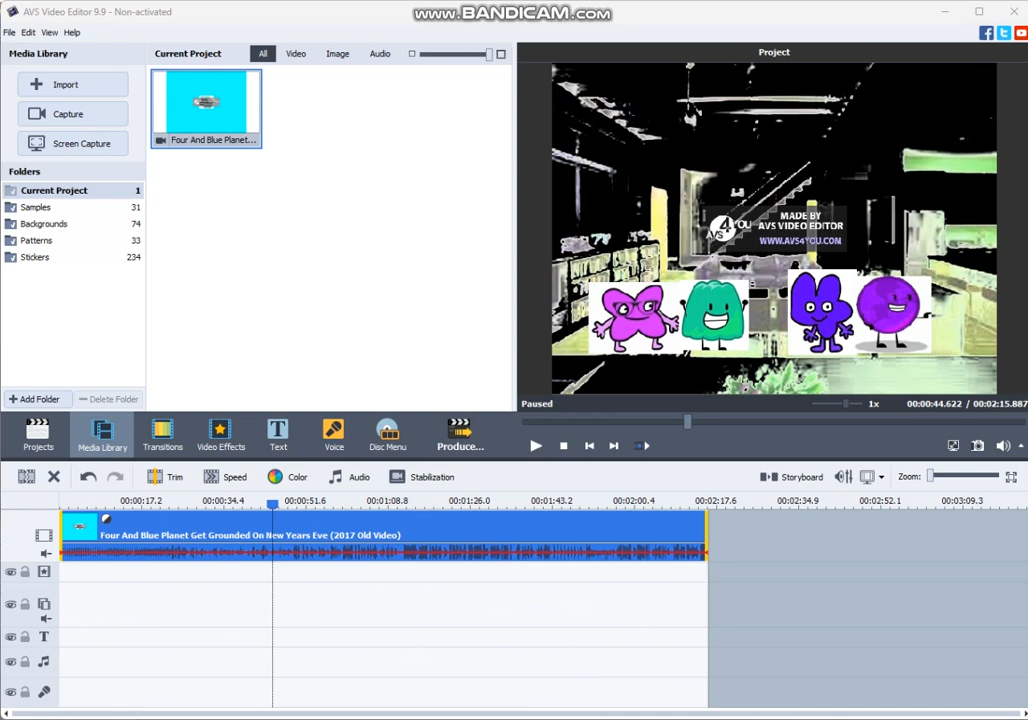 AVS Video Editor 9.9 - Non-activated
www.BANDICAM.com
File Edit View Help
Media Library
Current Project
All
Video
Image
Audio
Import
Capture
Screen Capture
Four And Blue Planet...
Folders
Current Project 1
Samples 31
Backgrounds 74
Patterns 33
Stickers 234
Add Folder
Delete Folder
Project
AVS4YOU
MADE BY
AVS VIDEO EDITOR
WWW.AVS4YOU.COM
Paused
1x
00:00:44.622 / 00:02:15.887
Projects
Media Library
Transitions
Video Effects
Text
Voice
Disc Menu
Produce...
Trim
Speed
Color
Audio
Stabilization
Storyboard
Zoom:
00:00:17.2 00:00:34.4 00:00:51.6 00:01:08.8 00:01:26.0 00:01:43.2 00:02:00.4 00:02:17.6 00:02:34.9 00:02:52.1 00:03:09.3
Four And Blue Planet Get Grounded On New Years Eve (2017 Old Video)
T